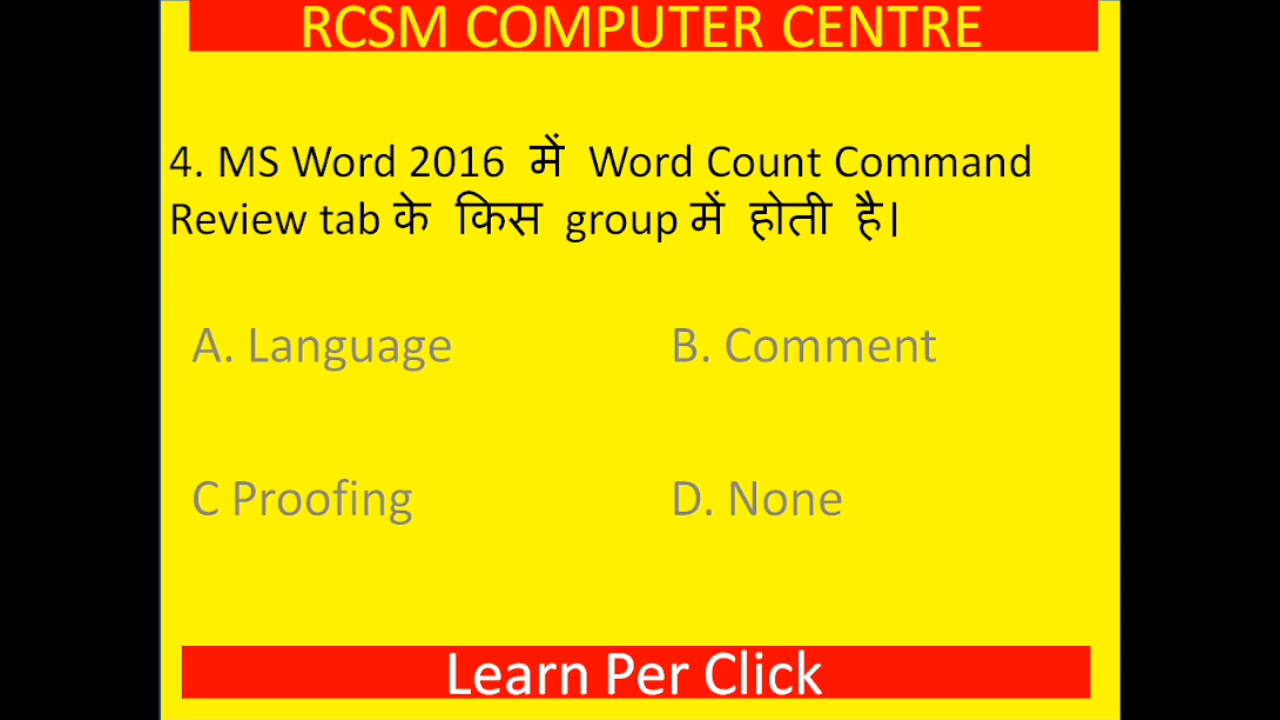 RCSM COMPUTER CENTRE
4. MS Word 2016 में Word Count Command
Review tab के किस group में होती है।
A. Language B. Comment
C Proofing D. None
Learn Per Click